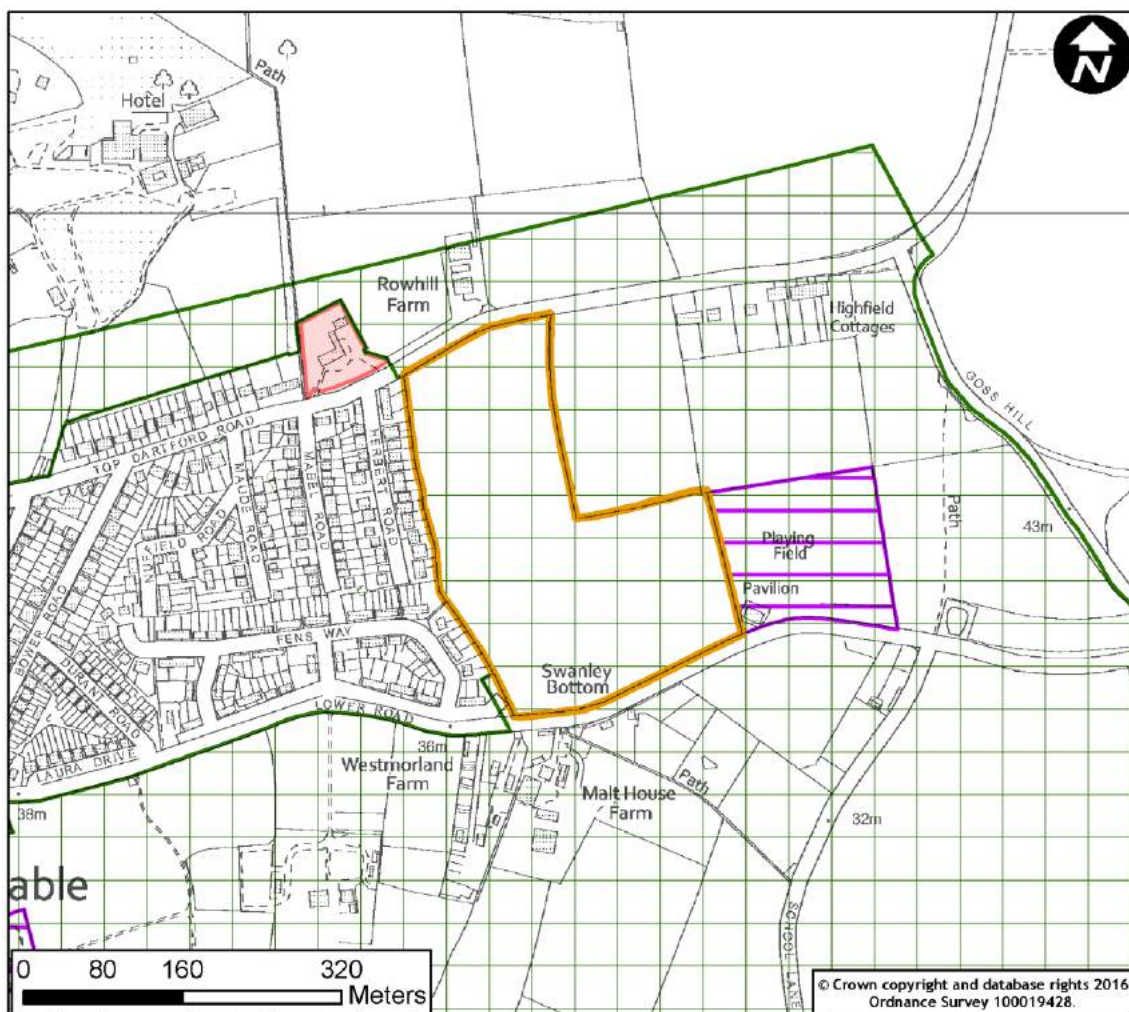 N
Path
Hotel
Rowhill
Farm
Highfield
Cottages
GOSS HILL
TOP DARTFORD ROAD
NUFFIELD ROAD
MUDE ROAD
MABEL ROAD
HERBERT ROAD
BOWER ROAD
DURANT ROAD
Playing
Field
Path
43m
Pavilion
FENS WAY
Swanley
Bottom
LOWER ROAD
36m
LAURA DRIVE
Westmorland
Farm
Malt House
Farm
Path
38m
32m
able
SCHOOL LANE
0 80 160 320
Meters
© Crown copyright and database rights 2016
Ordnance Survey 100019428.